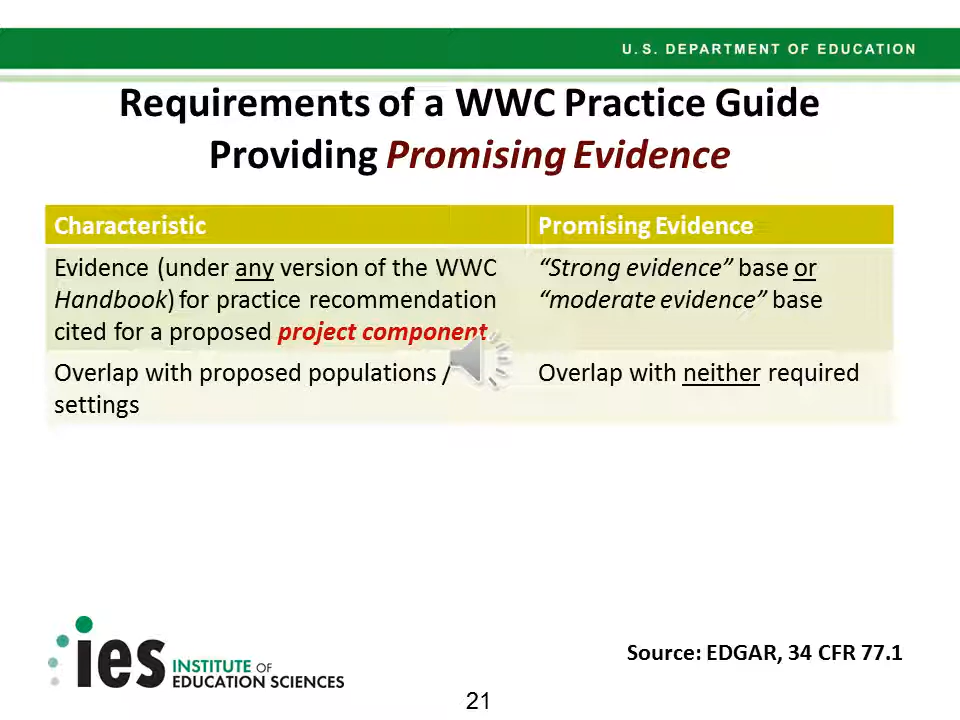 U. S. DEPARTMENT OF EDUCATION
Requirements of a WWC Practice Guide
Providing Promising Evidence
Characteristic
Promising Evidence
Evidence (under any version of the WWC
Handbook) for practice recommendation
cited for a proposed project component
“Strong evidence” base or
“moderate evidence” base
Overlap with proposed populations /
settings
Overlap with neither required
ies INSTITUTE OF
EDUCATION SCIENCES
Source: EDGAR, 34 CFR 77.1
21